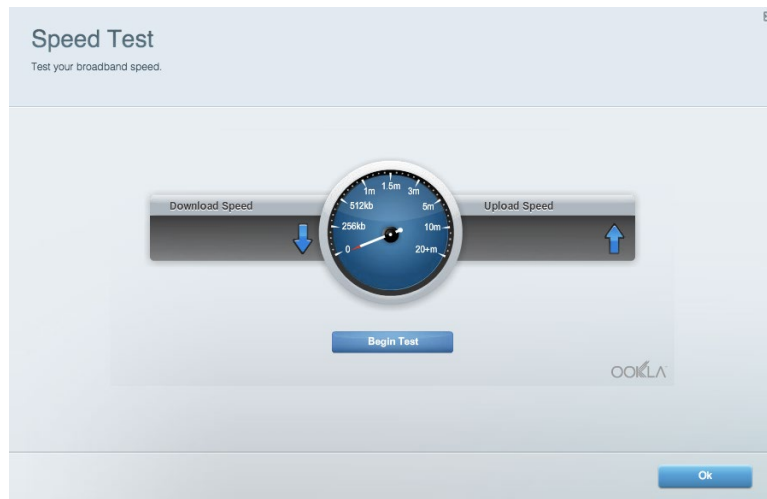 Speed Test
Test your broadband speed.
Download Speed
Upload Speed
0
256kb
512kb
1m
1.5m
3m
5m
10m
20+m
Begin Test
OOKLA
Ok